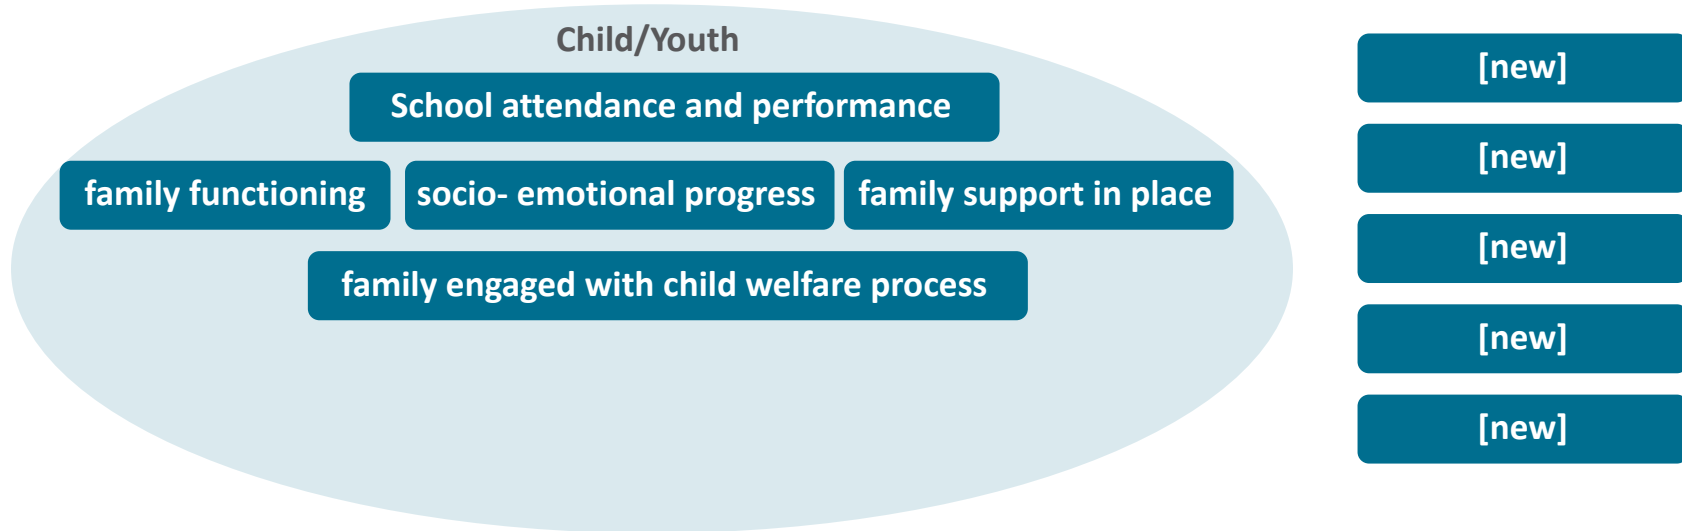 Child/Youth
School attendance and performance
family functioning
socio- emotional progress
family support in place
family engaged with child welfare process
[new]
[new]
[new]
[new]
[new]